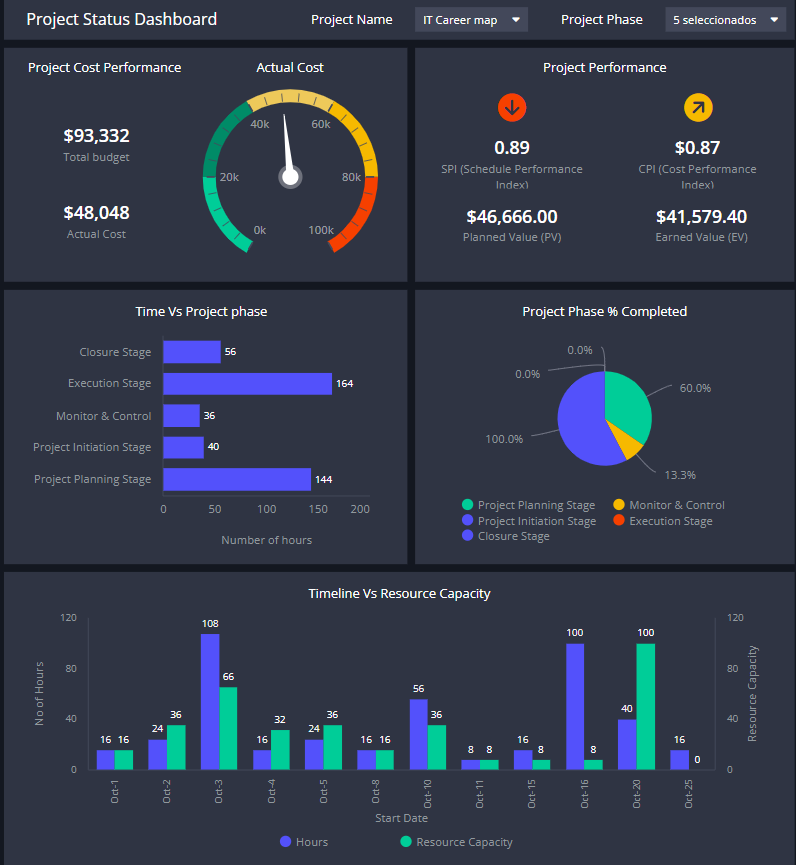 Project Status Dashboard
Project Name
IT Career map
Project Phase
5 seleccionados
Project Cost Performance
Actual Cost
$93,332
Total budget
$48,048
Actual Cost
0k
20k
40k
60k
80k
100k
Project Performance
0.89
SPI (Schedule Performance
Index)
$0.87
CPI (Cost Performance
Index)
$46,666.00
Planned Value (PV)
$41,579.40
Earned Value (EV)
Time Vs Project phase
Closure Stage 56
Execution Stage 164
Monitor & Control 36
Project Initiation Stage 40
Project Planning Stage 144
0 50 100 150 200
Number of hours
Project Phase % Completed
0.0%
0.0%
60.0%
100.0%
13.3%
Project Planning Stage
Monitor & Control
Project Initiation Stage
Execution Stage
Closure Stage
Timeline Vs Resource Capacity
No of Hours
120
80
40
0
16 16
24 36
108 66
16 32
24 36
16 16
56 36
8 8
16 8
100 8
40 100
16 0
120
80
40
0
Resource Capacity
Oct-1 Oct-2 Oct-3 Oct-4 Oct-5 Oct-8 Oct-10 Oct-11 Oct-15 Oct-16 Oct-20 Oct-25
Start Date
Hours
Resource Capacity